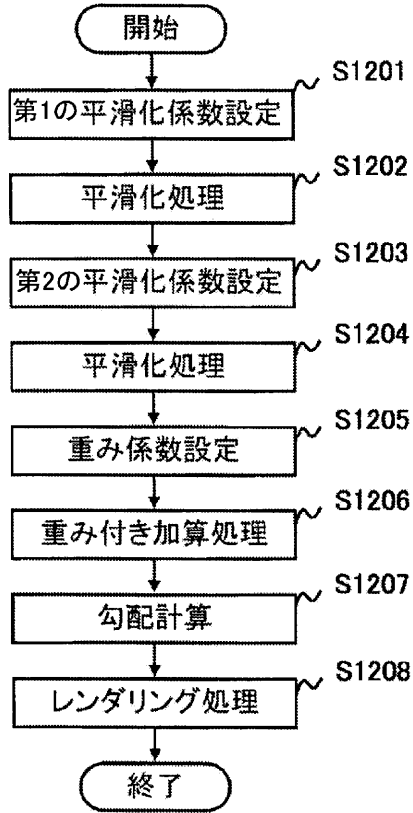 開始
S1201
第1の平滑化係数設定
S1202
平滑化処理
S1203
第2の平滑化係数設定
S1204
平滑化処理
S1205
重み係数設定
S1206
重み付き加算処理
S1207
勾配計算
S1208
レンダリング処理
終了